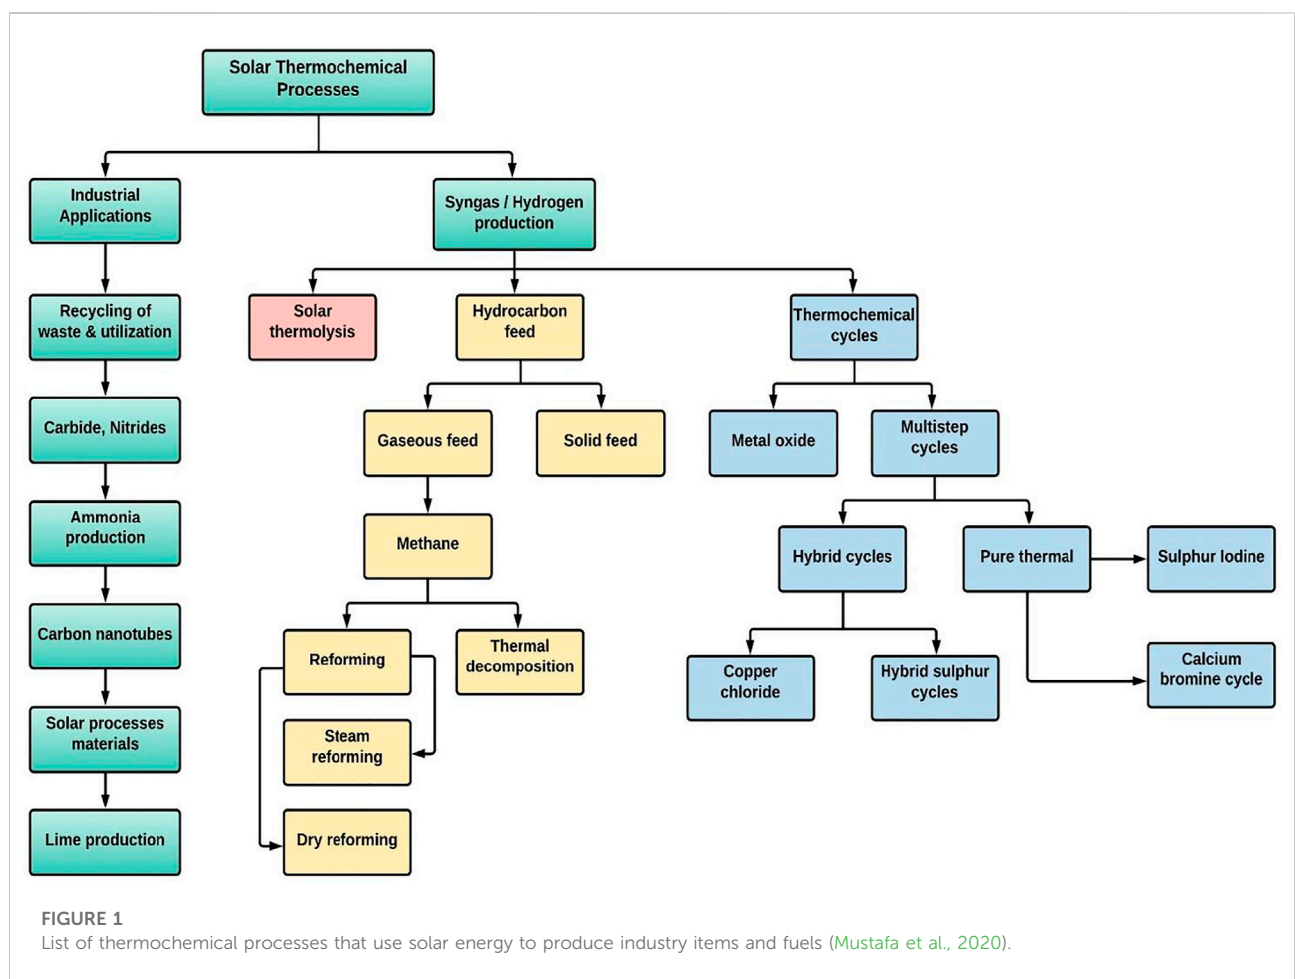 Solar Thermochemical
Processes
Industrial
Applications
Syngas / Hydrogen
production
Recycling of
waste & utilization
Solar
thermolysis
Hydrocarbon
feed
Thermochemical
cycles
Carbide, Nitrides
Gaseous feed
Solid feed
Metal oxide
Multistep
cycles
Ammonia
production
Methane
Hybrid cycles
Pure thermal
Sulphur Iodine
Carbon nanotubes
Reforming
Thermal
decomposition
Copper
chloride
Hybrid sulphur
cycles
Calcium
bromine cycle
Solar processes
materials
Steam
reforming
Lime production
Dry reforming
FIGURE 1
List of thermochemical processes that use solar energy to produce industry items and fuels (Mustafa et al., 2020).